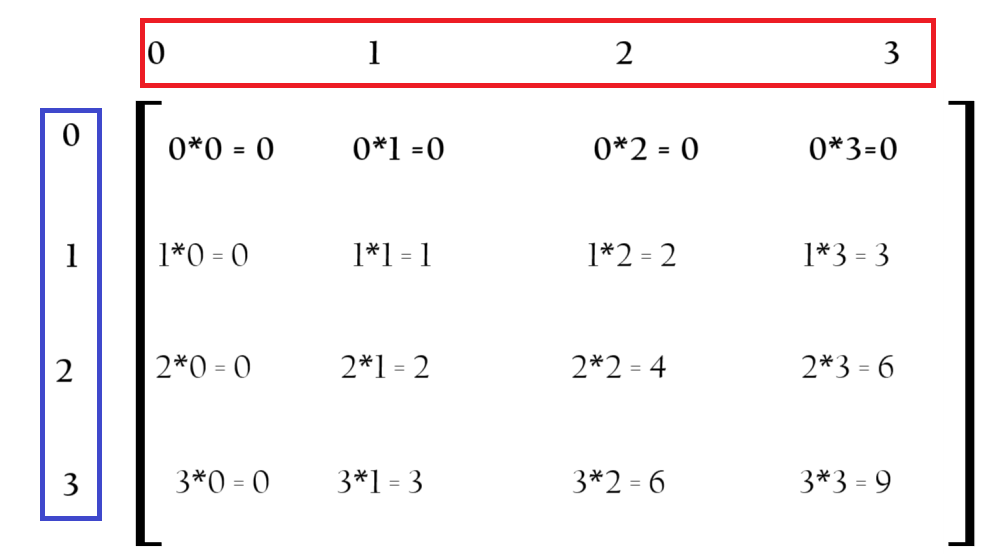 0 1 2 3
0 0*0 = 0 0*1 =0 0*2 = 0 0*3=0
1 1*0 = 0 1*1 = 1 1*2 = 2 1*3 = 3
2 2*0 = 0 2*1 = 2 2*2 = 4 2*3 = 6
3 3*0 = 0 3*1 = 3 3*2 = 6 3*3 = 9